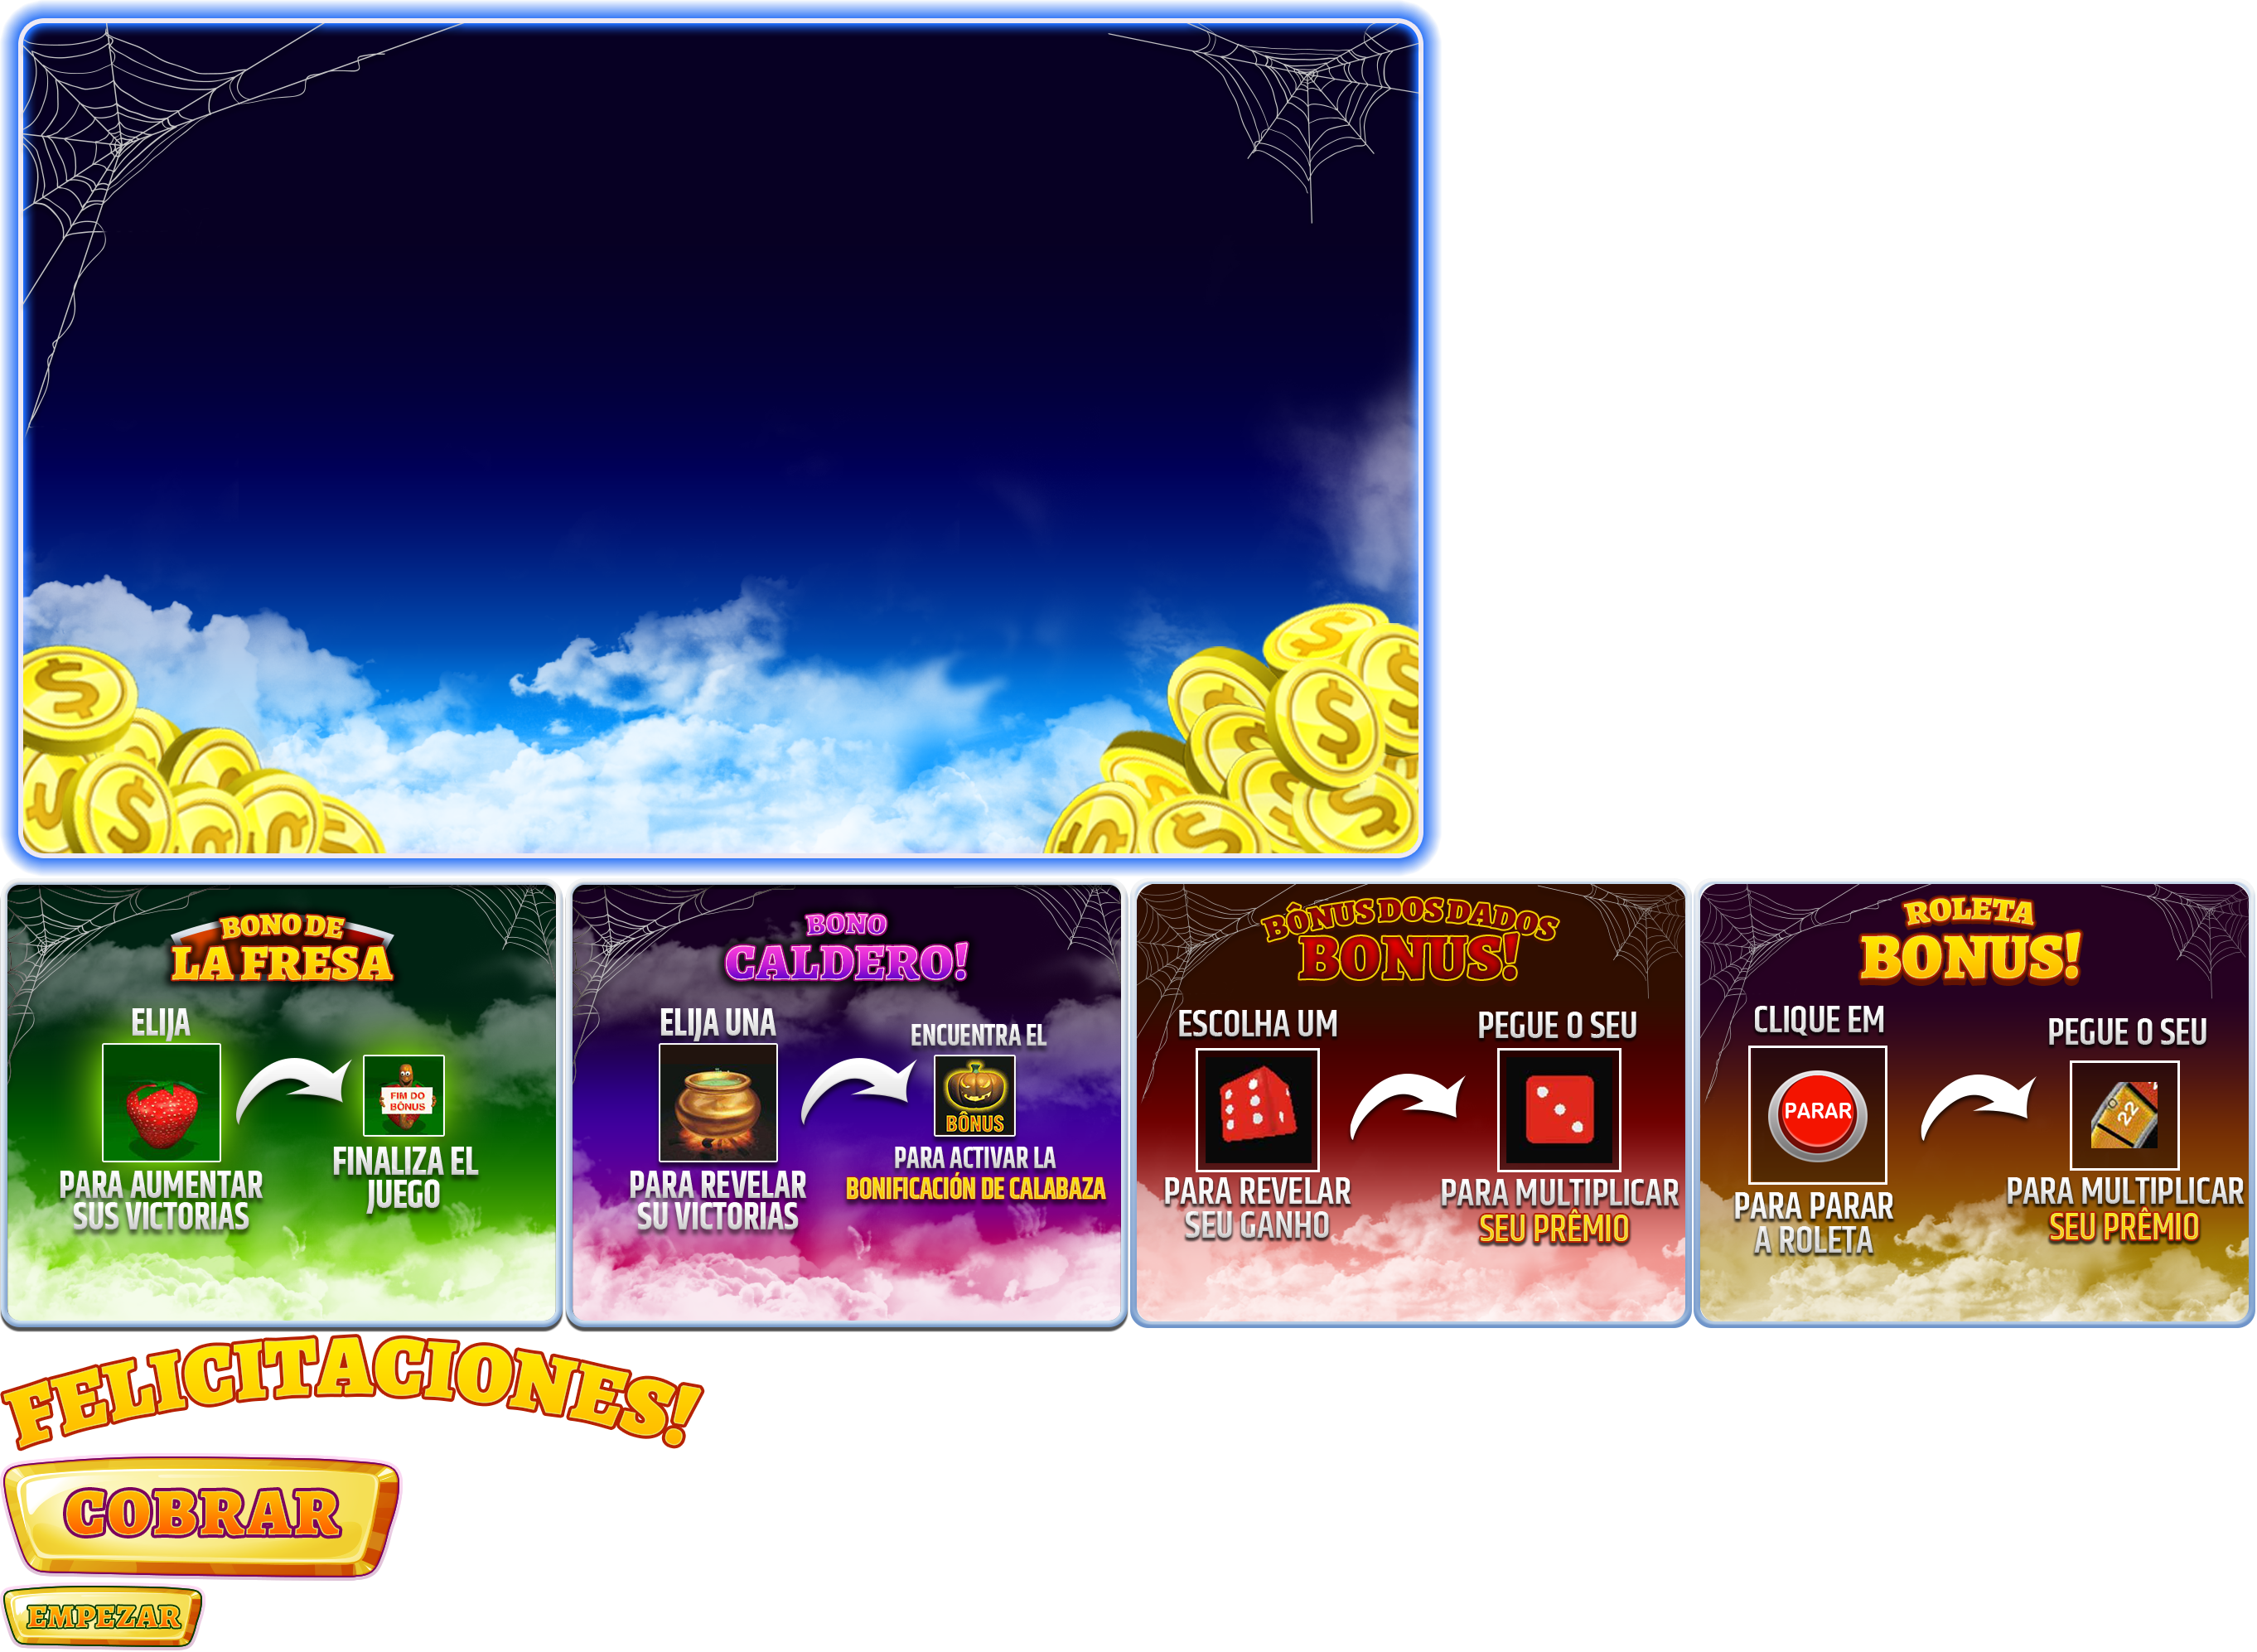 BONO DE
LA FRESA
ELIJA
FIM DO
BÔNUS
PARA AUMENTAR
SUS VICTORIAS
FINALIZA EL
JUEGO
BONO
CALDERO!
ELIJA UNA
ENCUENTRA EL
BÔNUS
PARA REVELAR
SU VICTORIAS
PARA ACTIVAR LA
BONIFICACIÓN DE CALABAZA
BÔNUS DOS DADOS
BONUS!
ESCOLHA UM
PEGUE O SEU
PARA REVELAR
SEU GANHO
PARA MULTIPLICAR
SEU PRÊMIO
ROLETA
BONUS!
CLIQUE EM
PARAR
PARA PARAR
A ROLETA
PEGUE O SEU
22
PARA MULTIPLICAR
SEU PRÊMIO
FELICITACIONES!
COBRAR
EMPEZAR